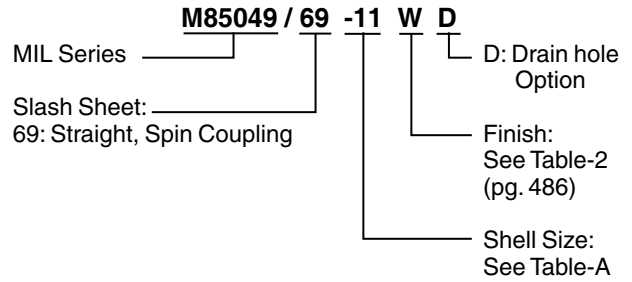 M85049 / 69 -11 W D
MIL Series
Slash Sheet:
69: Straight, Spin Coupling
D: Drain hole
Option
Finish:
See Table-2
(pg. 486)
Shell Size:
See Table-A